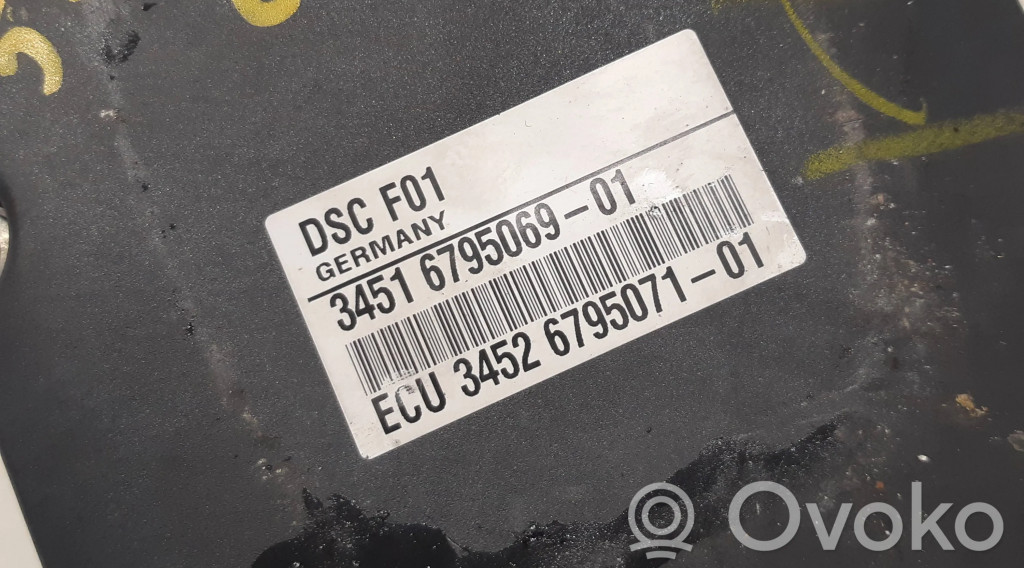 DSC F01
GERMANY
3451 6795069-01
ECU 3452 6795071-01
Ovoko